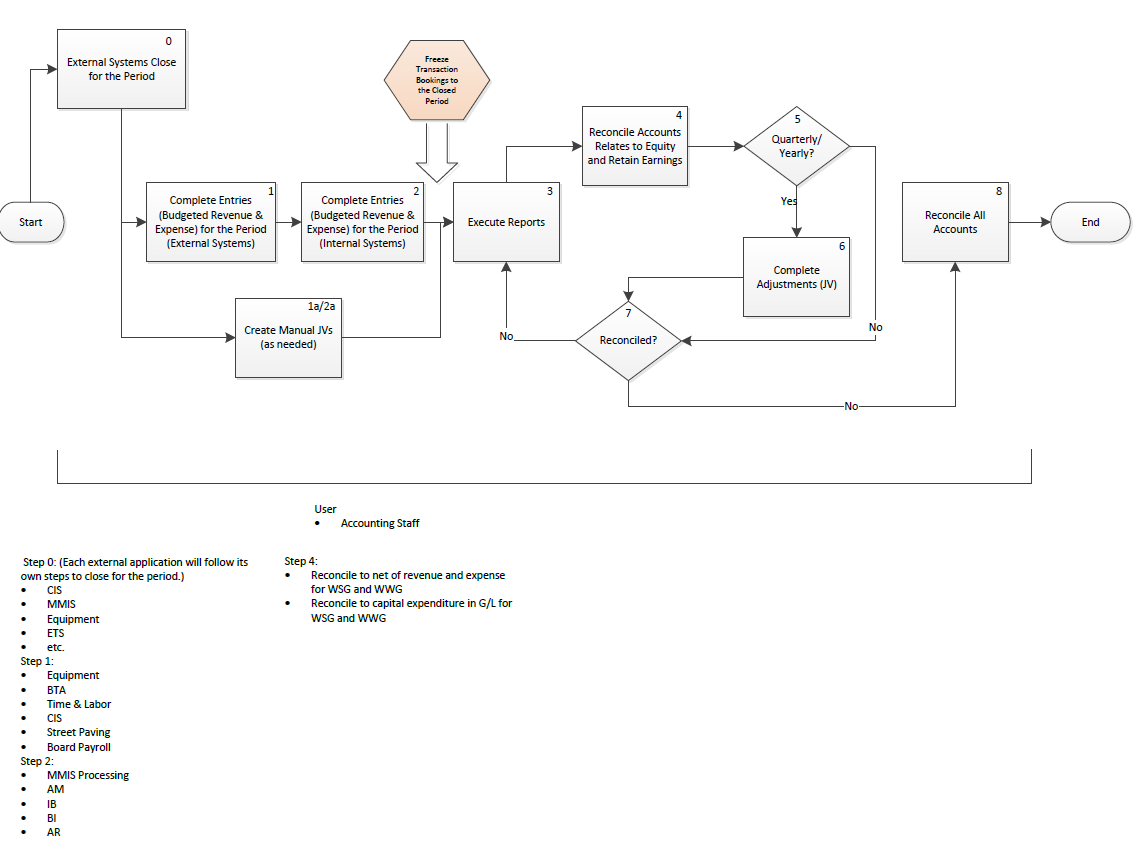 0
External Systems Close
for the Period
Freeze
Transaction
Bookings to
the Closed
Period
4
Reconcile Accounts
Relates to Equity
and Retain Earnings
5
Quarterly/
Yearly?
Yes
Start
1
Complete Entries
(Budgeted Revenue &
Expense) for the Period
(External Systems)
2
Complete Entries
(Budgeted Revenue &
Expense) for the Period
(Internal Systems)
3
Execute Reports
8
Reconcile All
Accounts
End
6
Complete
Adjustments (JV)
1a/2a
Create Manual JVs
(as needed)
7
Reconciled?
No
No
No
User
• Accounting Staff
Step 0: (Each external application will follow its
own steps to close for the period.)
• CIS
• MMIS
• Equipment
• ETS
• etc.
Step 1:
• Equipment
• BTA
• Time & Labor
• CIS
• Street Paving
• Board Payroll
Step 2:
• MMIS Processing
• AM
• IB
• BI
• AR
Step 4:
• Reconcile to net of revenue and expense
for WSG and WWG
• Reconcile to capital expenditure in G/L for
WSG and WWG